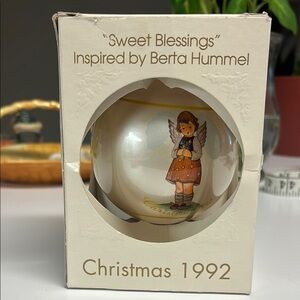 "Sweet Blessings"
Inspired by Berta Hummel
Christmas 1992